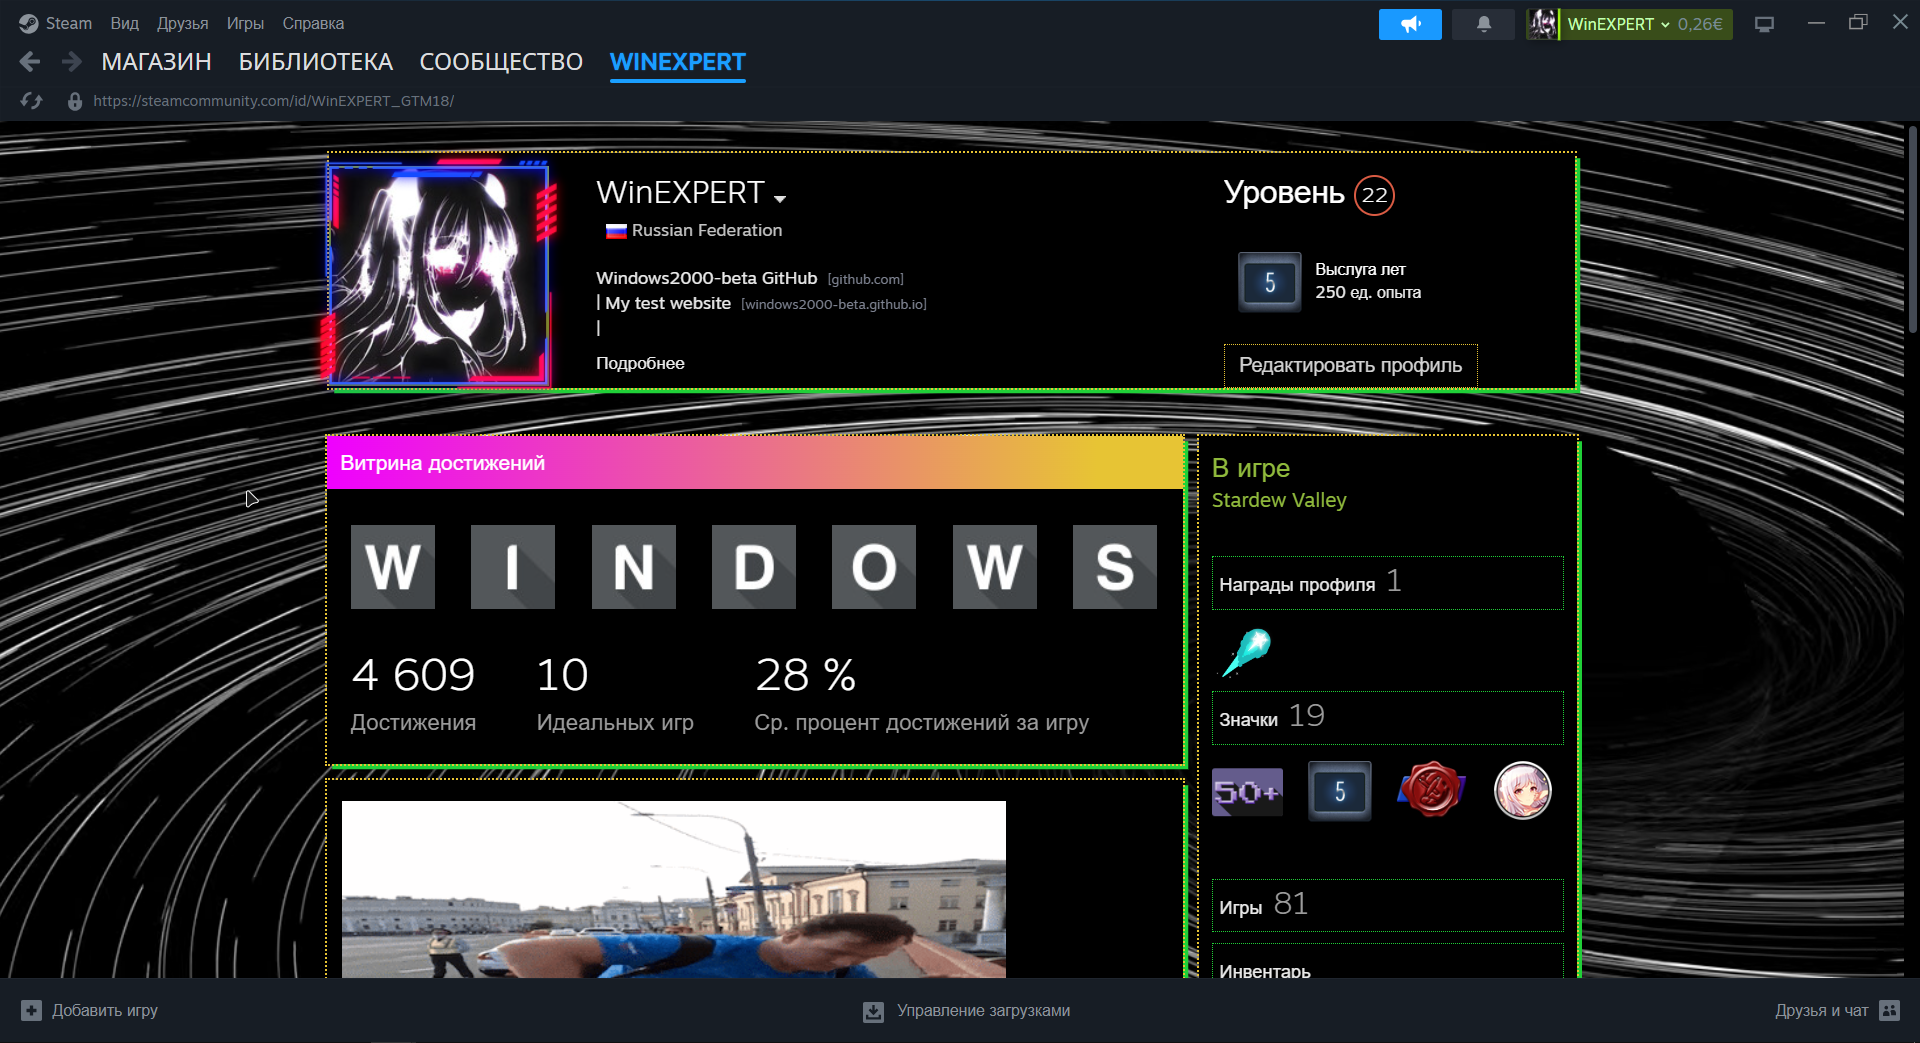 Steam Вид Друзья Игры Справка
WinEXPERT 0,26€
МАГАЗИН БИБЛИОТЕКА СООБЩЕСТВО WINEXPERT
https://steamcommunity.com/id/WinEXPERT_GTM18/
WinEXPERT
Russian Federation
Windows2000-beta GitHub [github.com]
| My test website [windows2000-beta.github.io]
|
Подробнее
Уровень 22
5
Выслуга лет
250 ед. опыта
Редактировать профиль
Витрина достижений
W I N D O W S
4 609 10 28 %
Достижения Идеальных игр Ср. процент достижений за игру
В игре
Stardew Valley
Награды профиля 1
Значки 19
50+ 5
Игры 81
Инвентарь
Добавить игру Управление загрузками Друзья и чат